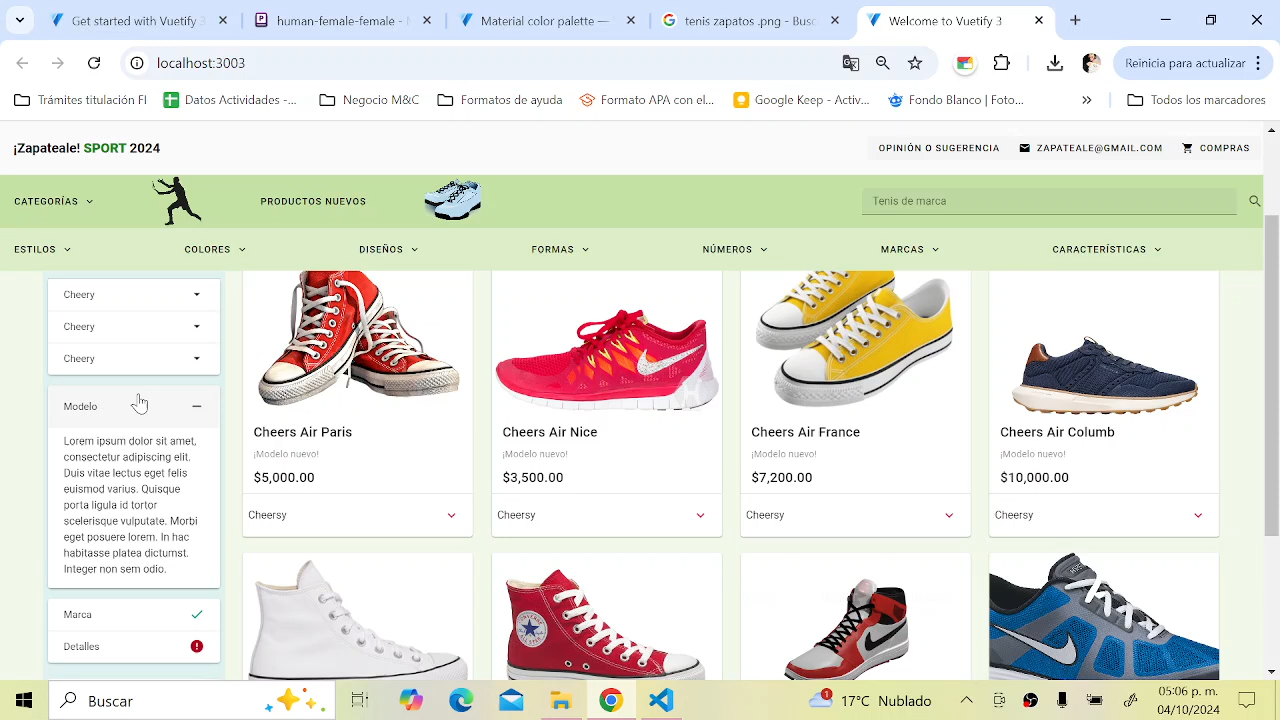 Get started with Vuetify 3
human-female-female - M
Material color palette —
tenis zapatos .png - Busc
Welcome to Vuetify 3
localhost:3003
Reinicia para actualizar
Trámites titulación FI
Datos Actividades -...
Negocio M&C
Formatos de ayuda
Formato APA con el...
Google Keep - Activ...
Fondo Blanco | Foto...
Todos los marcadores
¡Zapateale! SPORT 2024
OPINIÓN O SUGERENCIA
ZAPATEALE@GMAIL.COM
COMPRAS
CATEGORÍAS
PRODUCTOS NUEVOS
Tenis de marca
ESTILOS
COLORES
DISEÑOS
FORMAS
NÚMEROS
MARCAS
CARACTERÍSTICAS
Cheery
Cheery
Cheery
Modelo
Lorem ipsum dolor sit amet,
consectetur adipiscing elit.
Duis vitae lectus eget felis
euismod varius. Quisque
porta ligula id tortor
scelerisque vulputate. Morbi
eget posuere lorem. In hac
habitasse platea dictumst.
Integer non sem odio.
Marca
Detalles
Cheers Air Paris
¡Modelo nuevo!
$5,000.00
Cheersy
Cheers Air Nice
¡Modelo nuevo!
$3,500.00
Cheersy
Cheers Air France
¡Modelo nuevo!
$7,200.00
Cheersy
Cheers Air Columb
¡Modelo nuevo!
$10,000.00
Cheersy
Buscar
1
17°C Nublado
05:06 p. m.
04/10/2024